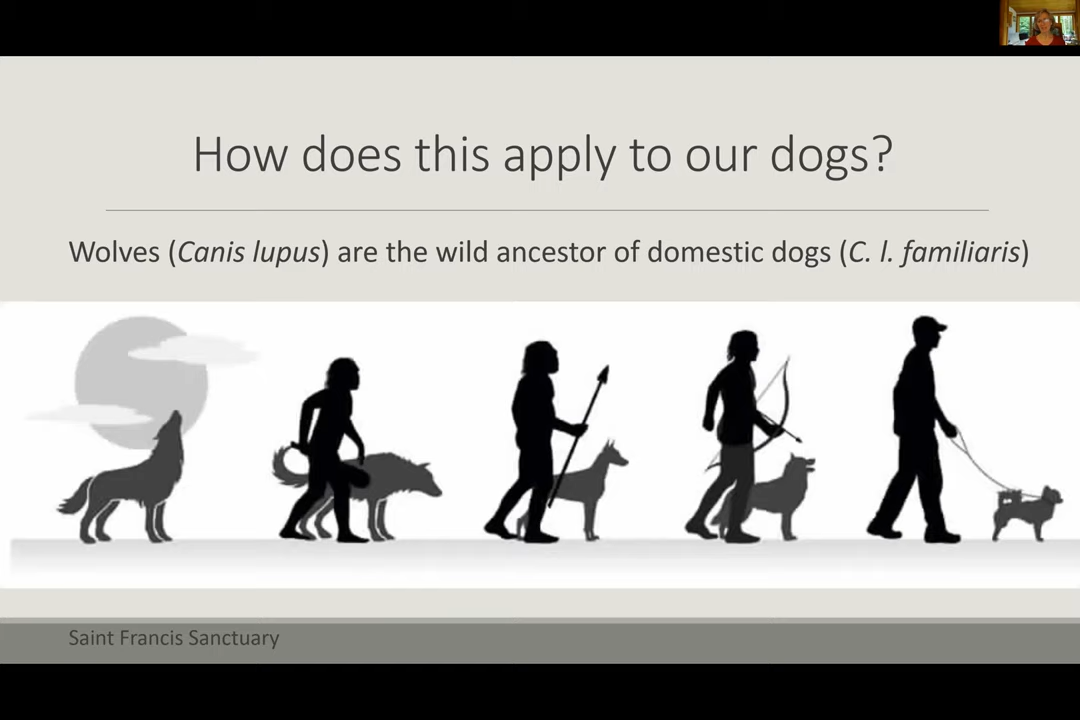 How does this apply to our dogs?
Wolves (Canis lupus) are the wild ancestor of domestic dogs (C. l. familiaris)
Saint Francis Sanctuary